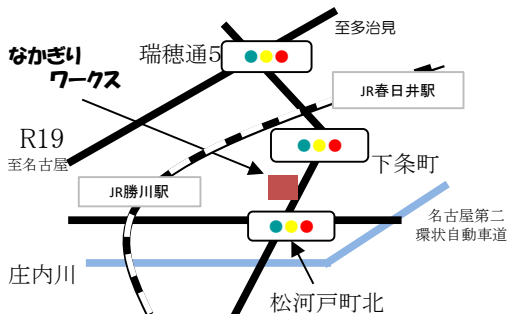 至多治見
瑞穂通5
なかぎり
ワークス
JR春日井駅
R19
至名古屋
下条町
JR勝川駅
名古屋第二
環状自動車道
庄内川
松河戸町北